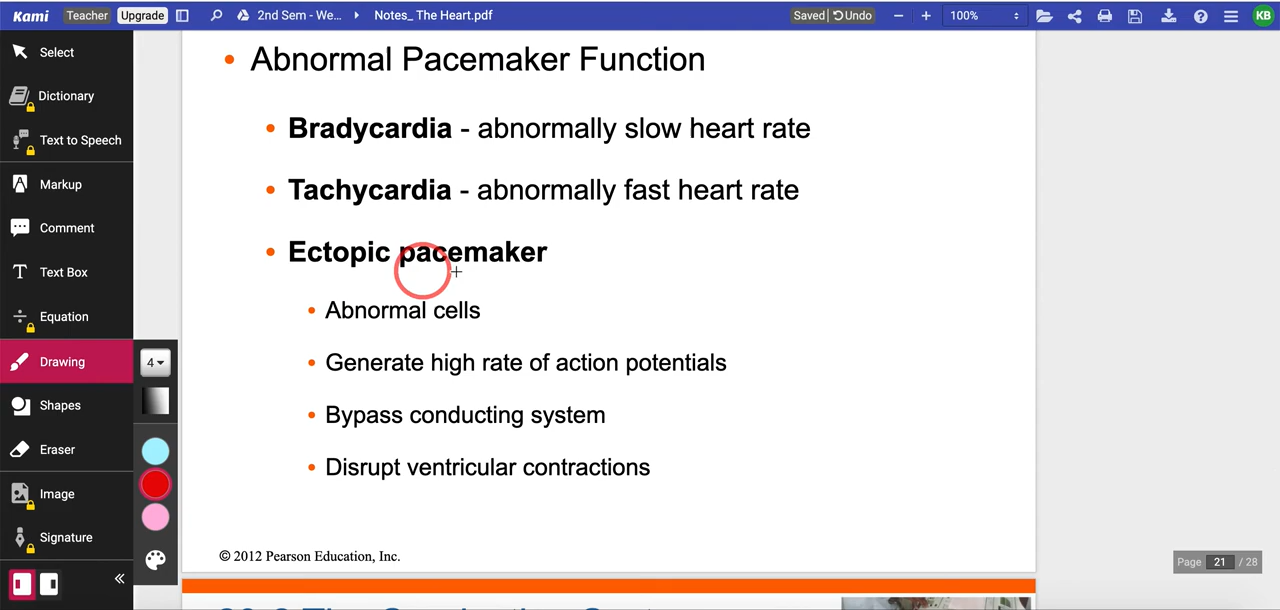 Kami Teacher Upgrade 2nd Sem - We... Notes_ The Heart.pdf Saved Undo 100% KB
Select
Dictionary
Text to Speech
Markup
Comment
Text Box
Equation
Drawing
4
Shapes
Eraser
Image
Signature
• Abnormal Pacemaker Function
• Bradycardia - abnormally slow heart rate
• Tachycardia - abnormally fast heart rate
• Ectopic pacemaker
• Abnormal cells
• Generate high rate of action potentials
• Bypass conducting system
• Disrupt ventricular contractions
© 2012 Pearson Education, Inc.
Page 21 / 28